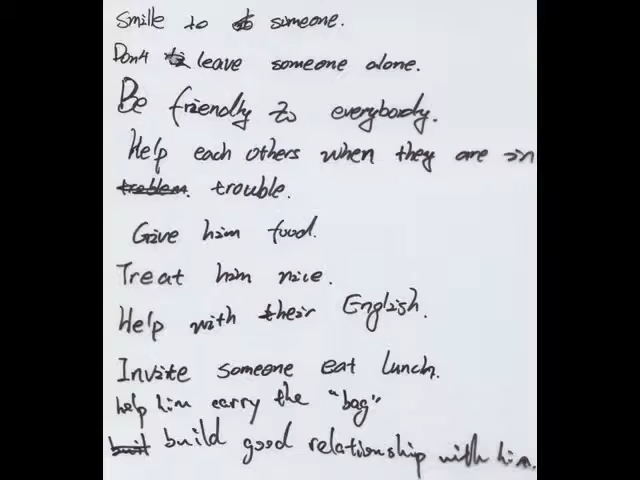 Smile to someone.
Don't leave someone alone.
Be friendly to everybordy.
Help each others when they are in
trouble.
Give him food.
Treat him nice.
Help with their English.
Invite someone eat lunch.
help him carry the "bag"
build good relationship with him.